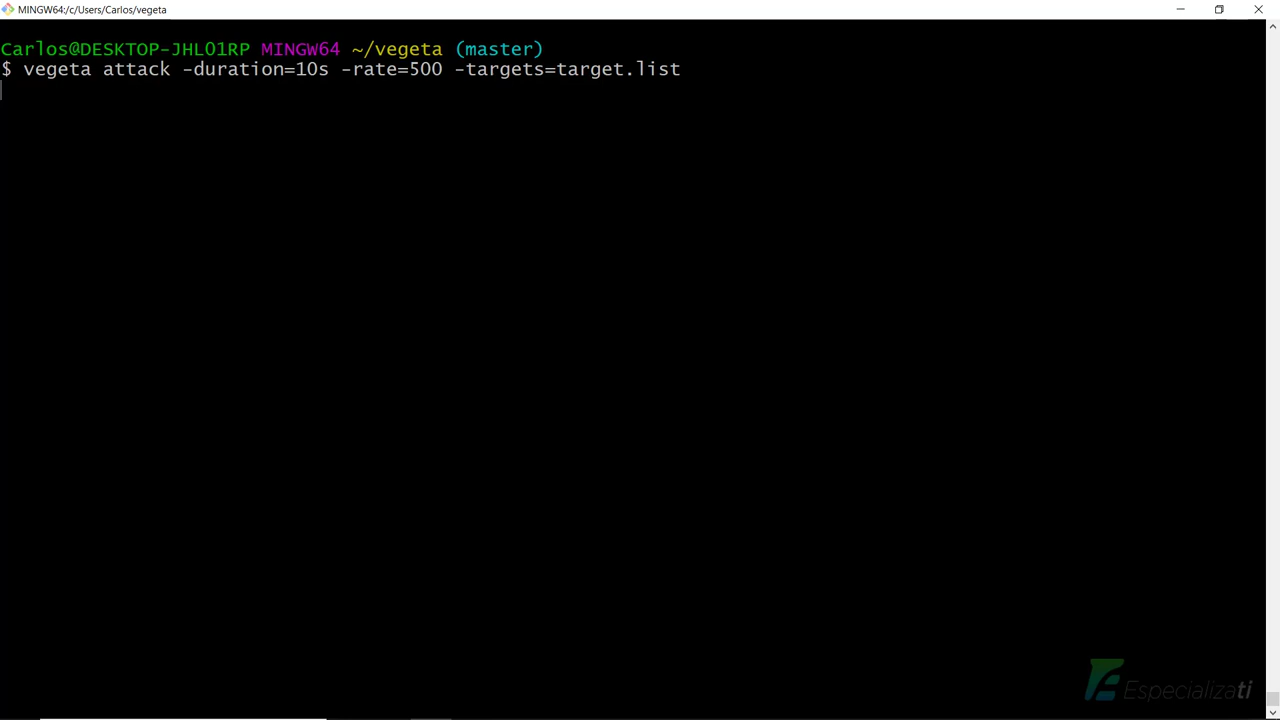 MINGW64:/c/Users/Carlos/vegeta
Carlos@DESKTOP-JHL01RP MINGW64 ~/vegeta (master)
$ vegeta attack -duration=10s -rate=500 -targets=target.list
Especializati